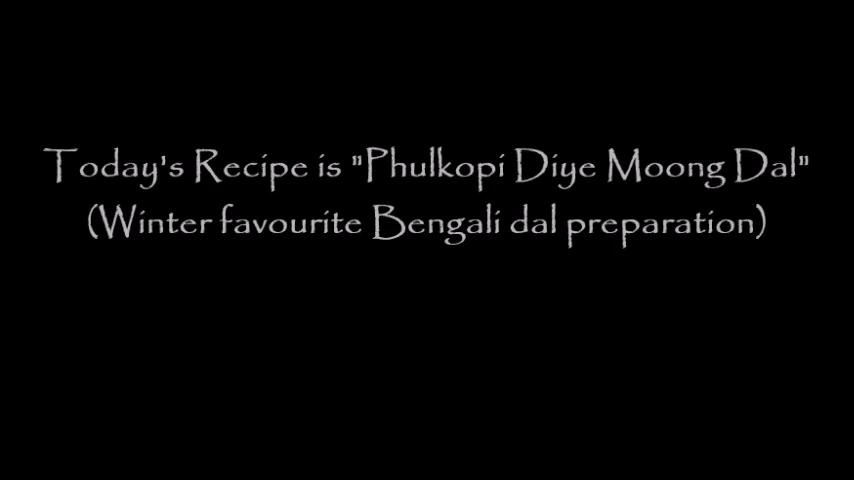 Today's Recipe is "Phulkopi Diye Moong Dal"
(Winter favourite Bengali dal preparation)